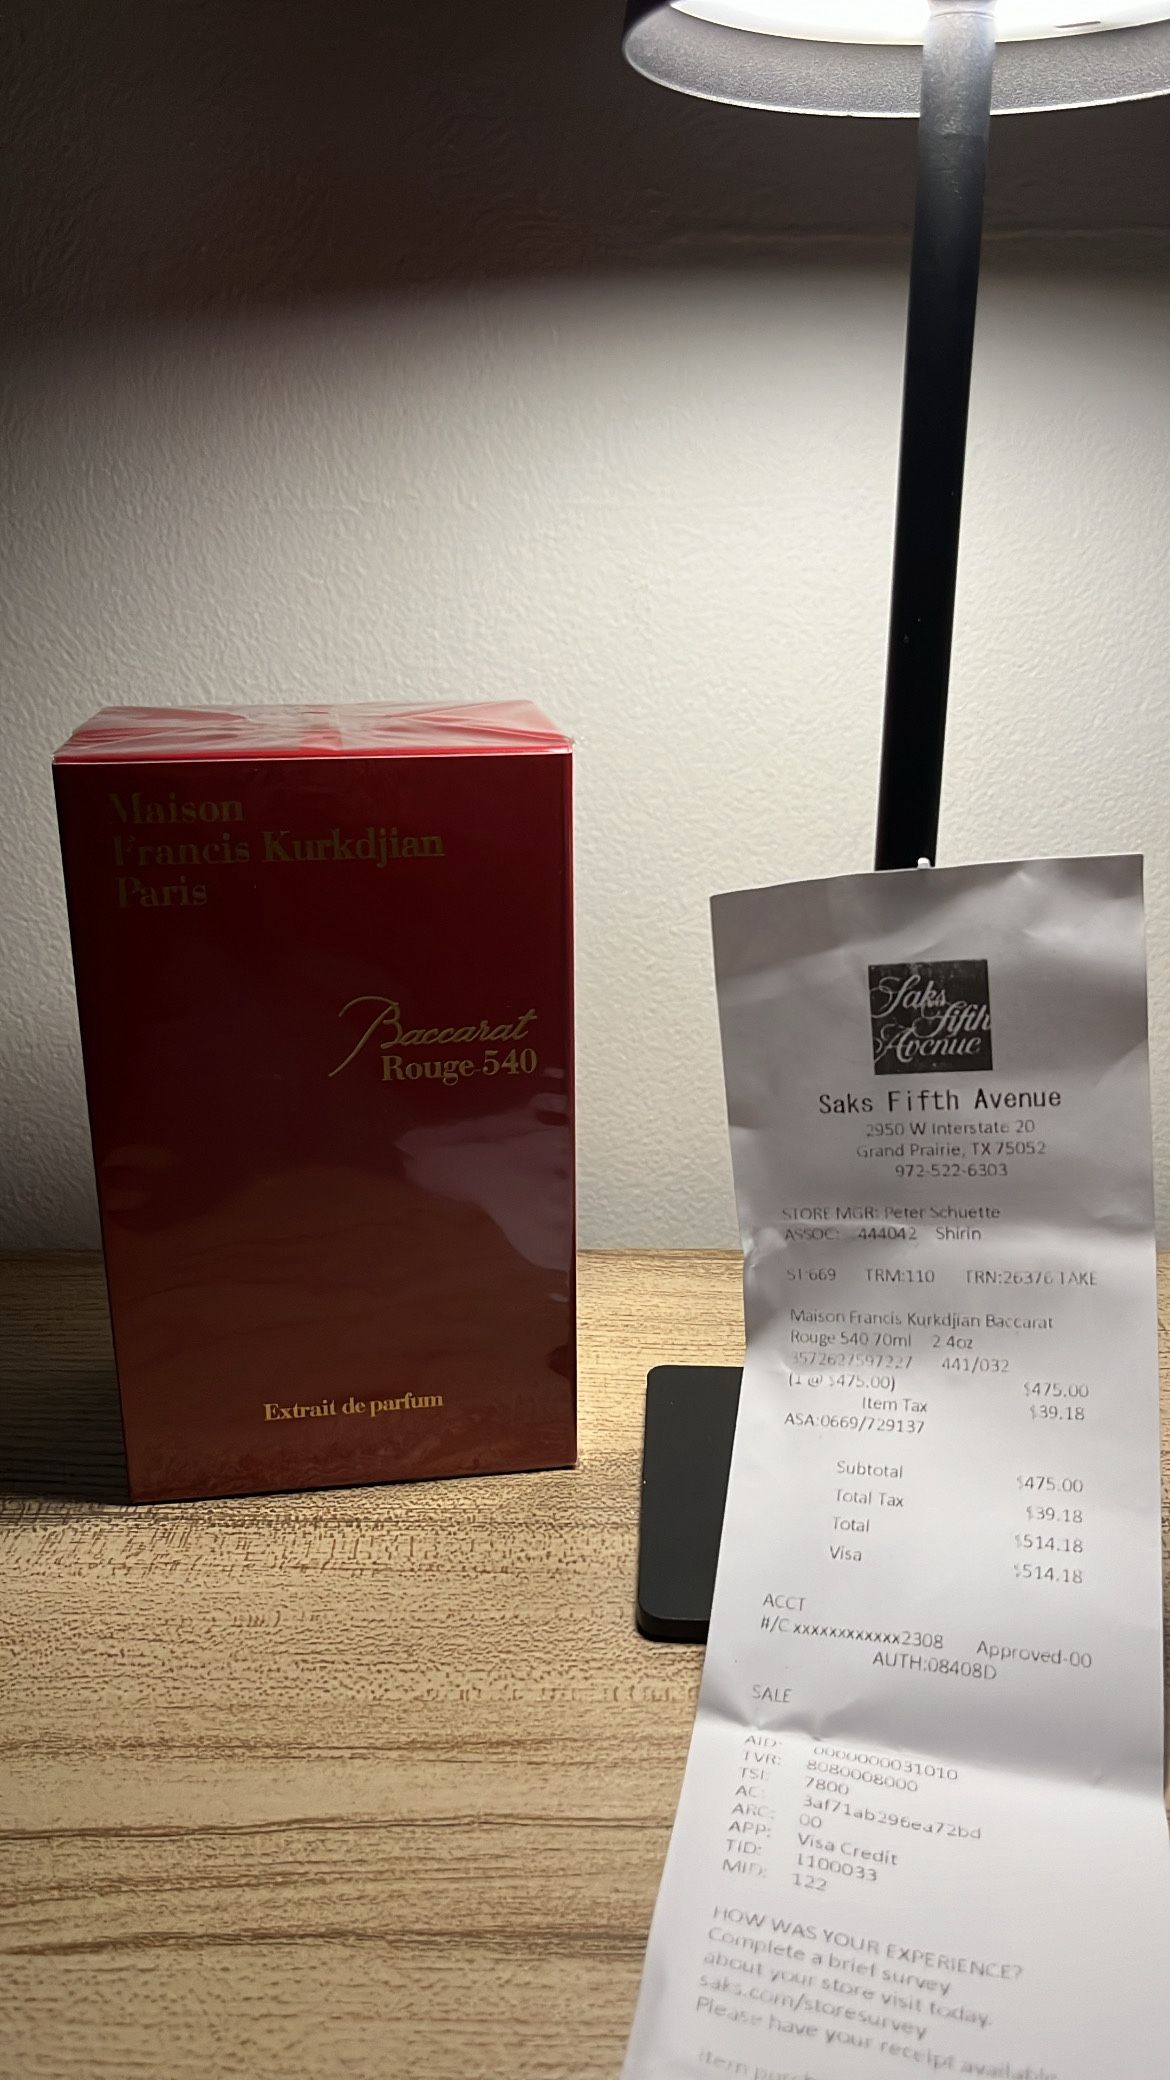 Maison
Francis Kurkdjian
Paris
Baccarat
Rouge 540
Extrait de parfum
Saks
Fifth
Avenue
Saks Fifth Avenue
2950 W Interstate 20
Grand Prairie, TX 75052
972-522-6303
STORE MGR: Peter Schuette
ASSOC: 444042 Shirin
ST:669 TRM:110 TRN:26376 TAKE
Maison Francis Kurkdjian Baccarat
Rouge 540 70ml 2 4oz
3572627597227 441/032
(1 @ $475.00) $475.00
Item Tax $39.18
ASA:0669/729137
Subtotal $475.00
Total Tax $39.18
Total $514.18
Visa $514.18
ACCT
#/C xxxxxxxxxxxx2308 Approved-00
AUTH:08408D
SALE
AID: 0000000031010
TVR: 8080008000
TSI: 7800
AC: 3af71ab296ea72bd
ARC: 00
APP: Visa Credit
TID: 1100033
MID: 122
HOW WAS YOUR EXPERIENCE?
Complete a brief survey
about your store visit today.
saks.com/storesurvey
Please have your receipt available
Item